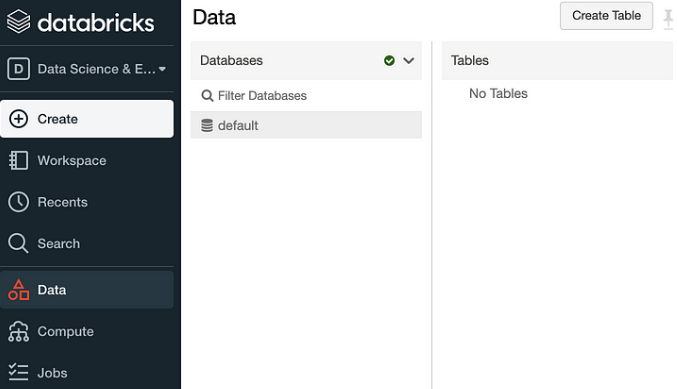 databricks
D Data Science & E...
Create
Workspace
Recents
Search
Data
Compute
Jobs
Data
Create Table
Databases
Filter Databases
default
Tables
No Tables